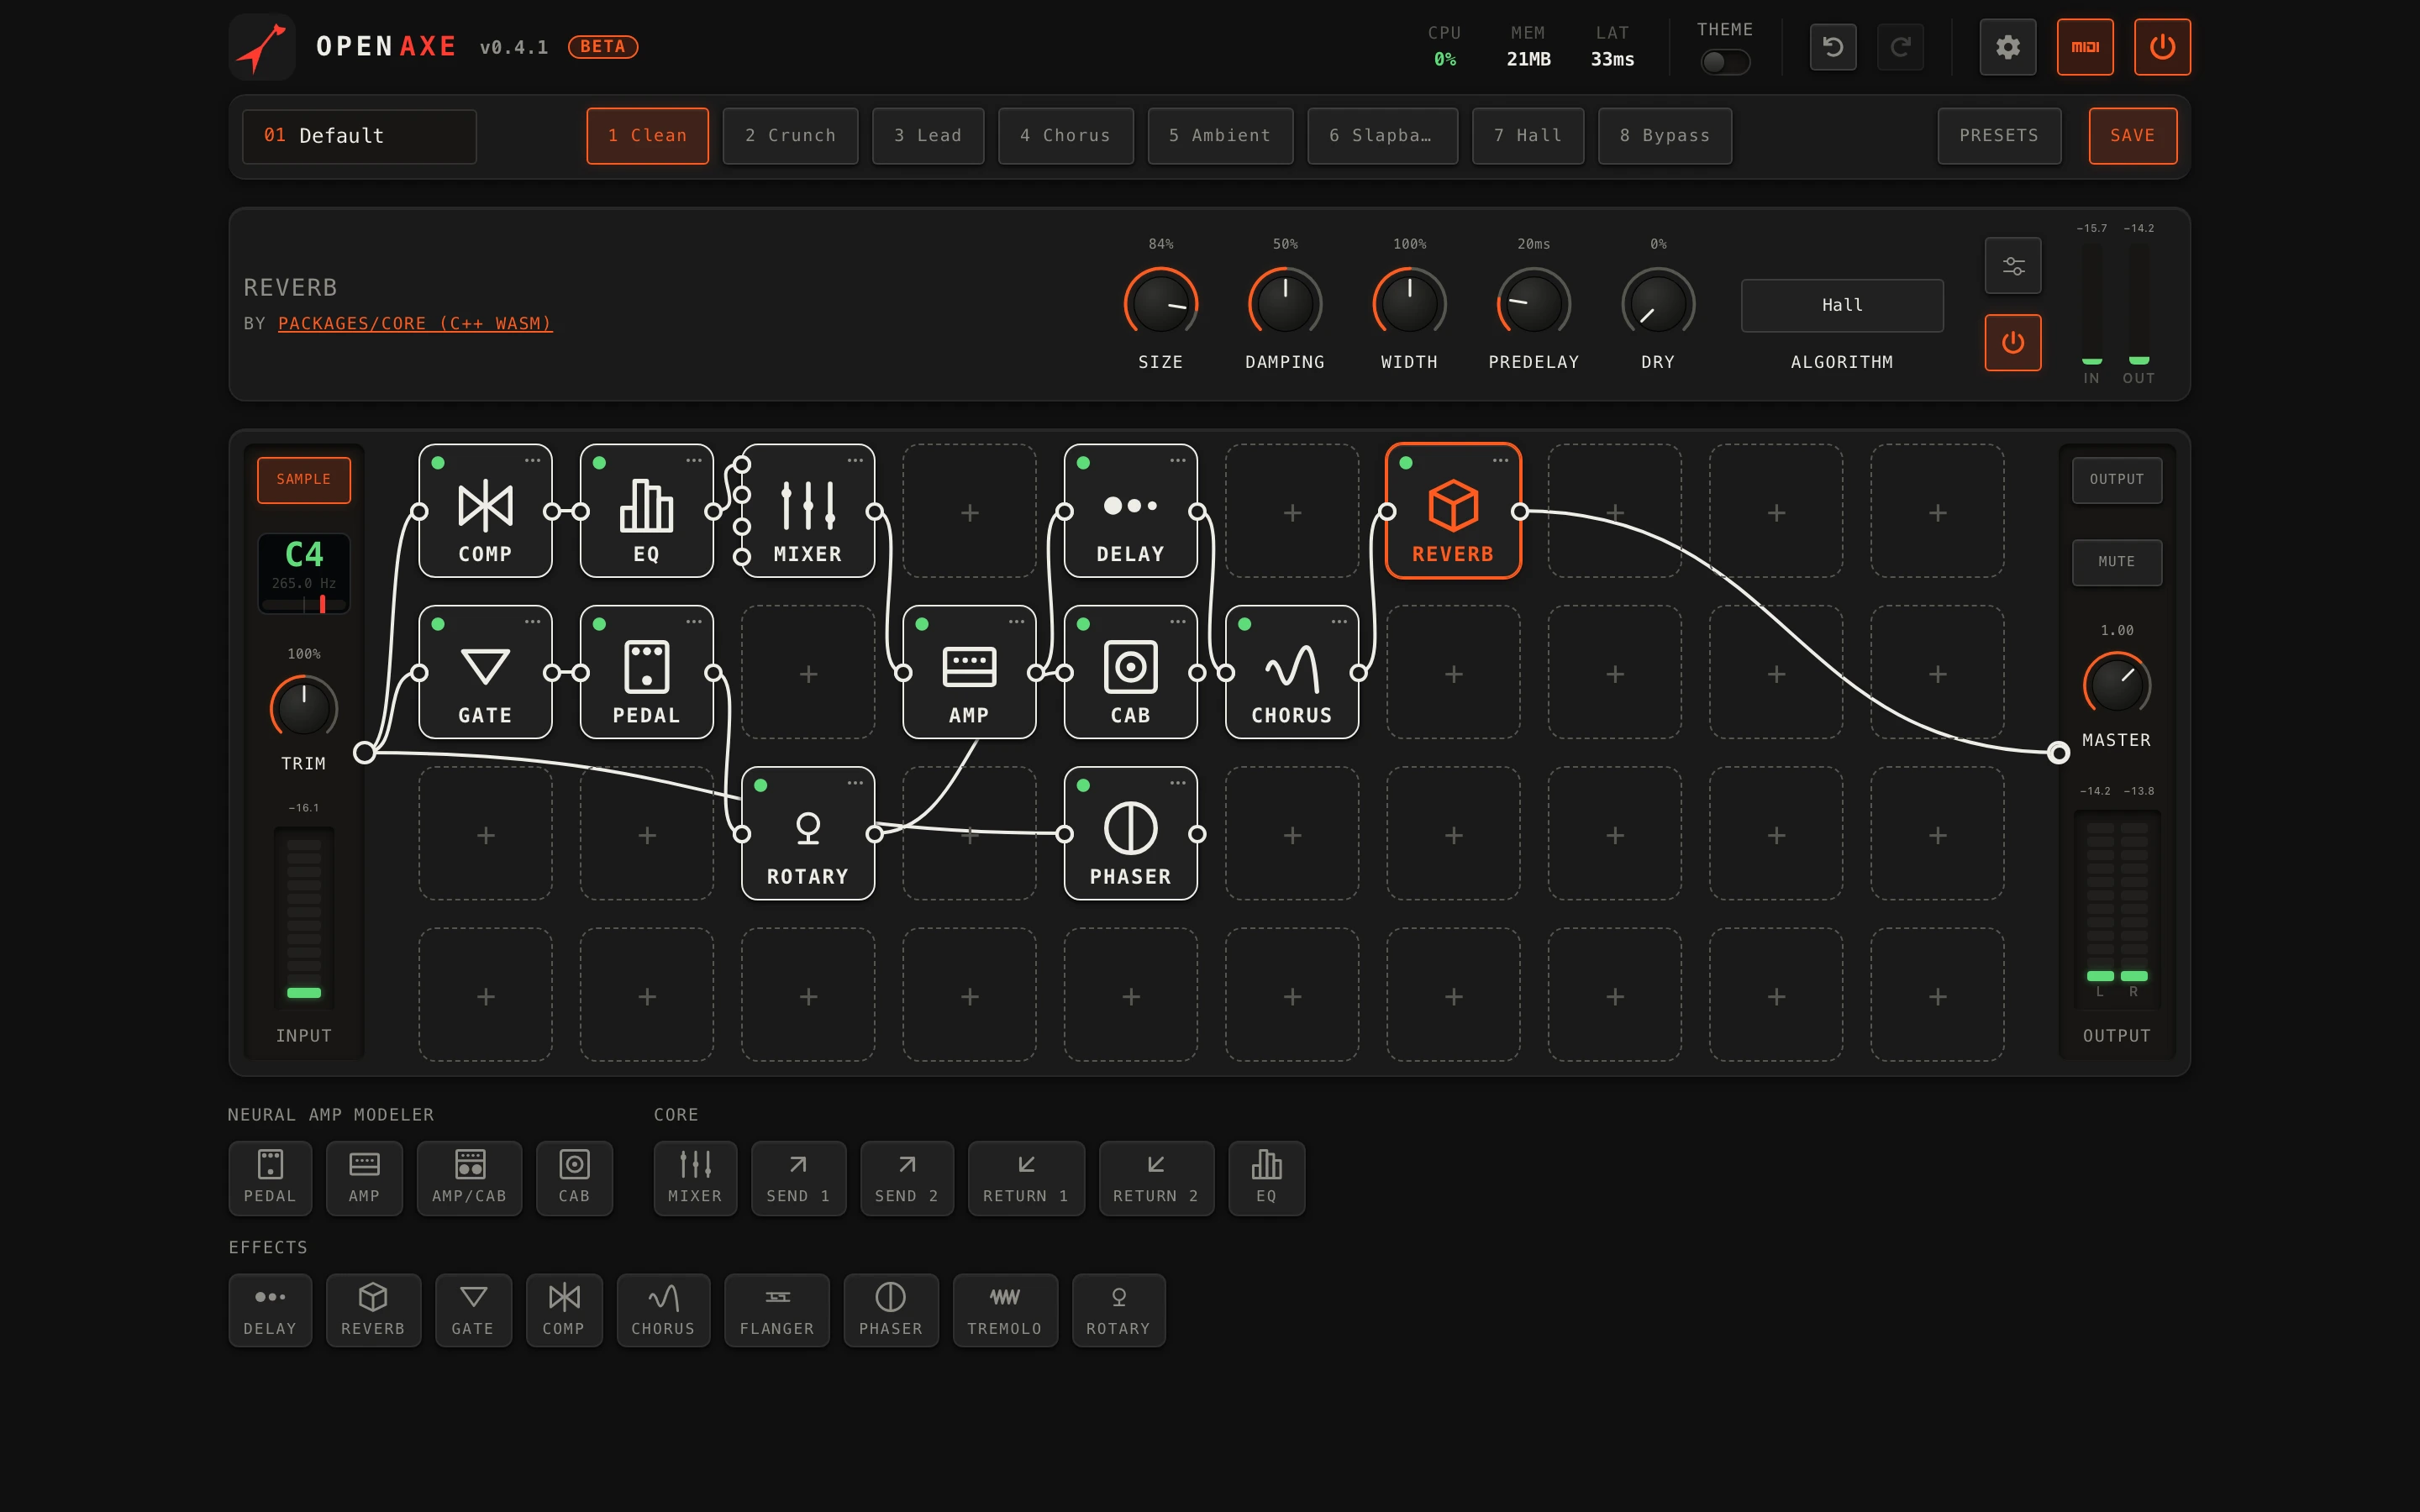 OPENAXE v0.4.1 BETA
CPU MEM LAT THEME
0% 21MB 33ms
MIDI
01 Default
1 Clean 2 Crunch 3 Lead 4 Chorus 5 Ambient 6 Slapba… 7 Hall 8 Bypass
PRESETS SAVE
REVERB
BY PACKAGES/CORE (C++ WASM)
84% 50% 100% 20ms 0%
SIZE DAMPING WIDTH PREDELAY DRY
Hall
ALGORITHM
−15.7 −14.2
IN OUT
SAMPLE
C4
265.0 Hz
100%
TRIM
−16.1
INPUT
COMP EQ MIXER DELAY REVERB
GATE PEDAL AMP CAB CHORUS
ROTARY PHASER
OUTPUT
MUTE
1.00
MASTER
−14.2 −13.8
L R
OUTPUT
NEURAL AMP MODELER
PEDAL AMP AMP/CAB CAB
CORE
MIXER SEND 1 SEND 2 RETURN 1 RETURN 2 EQ
EFFECTS
DELAY REVERB GATE COMP CHORUS FLANGER PHASER TREMOLO ROTARY